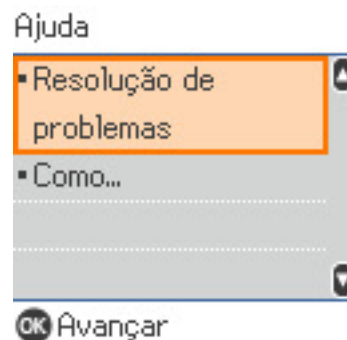 Ajuda
▪Resolução de
problemas
▪Como...
OK Avançar